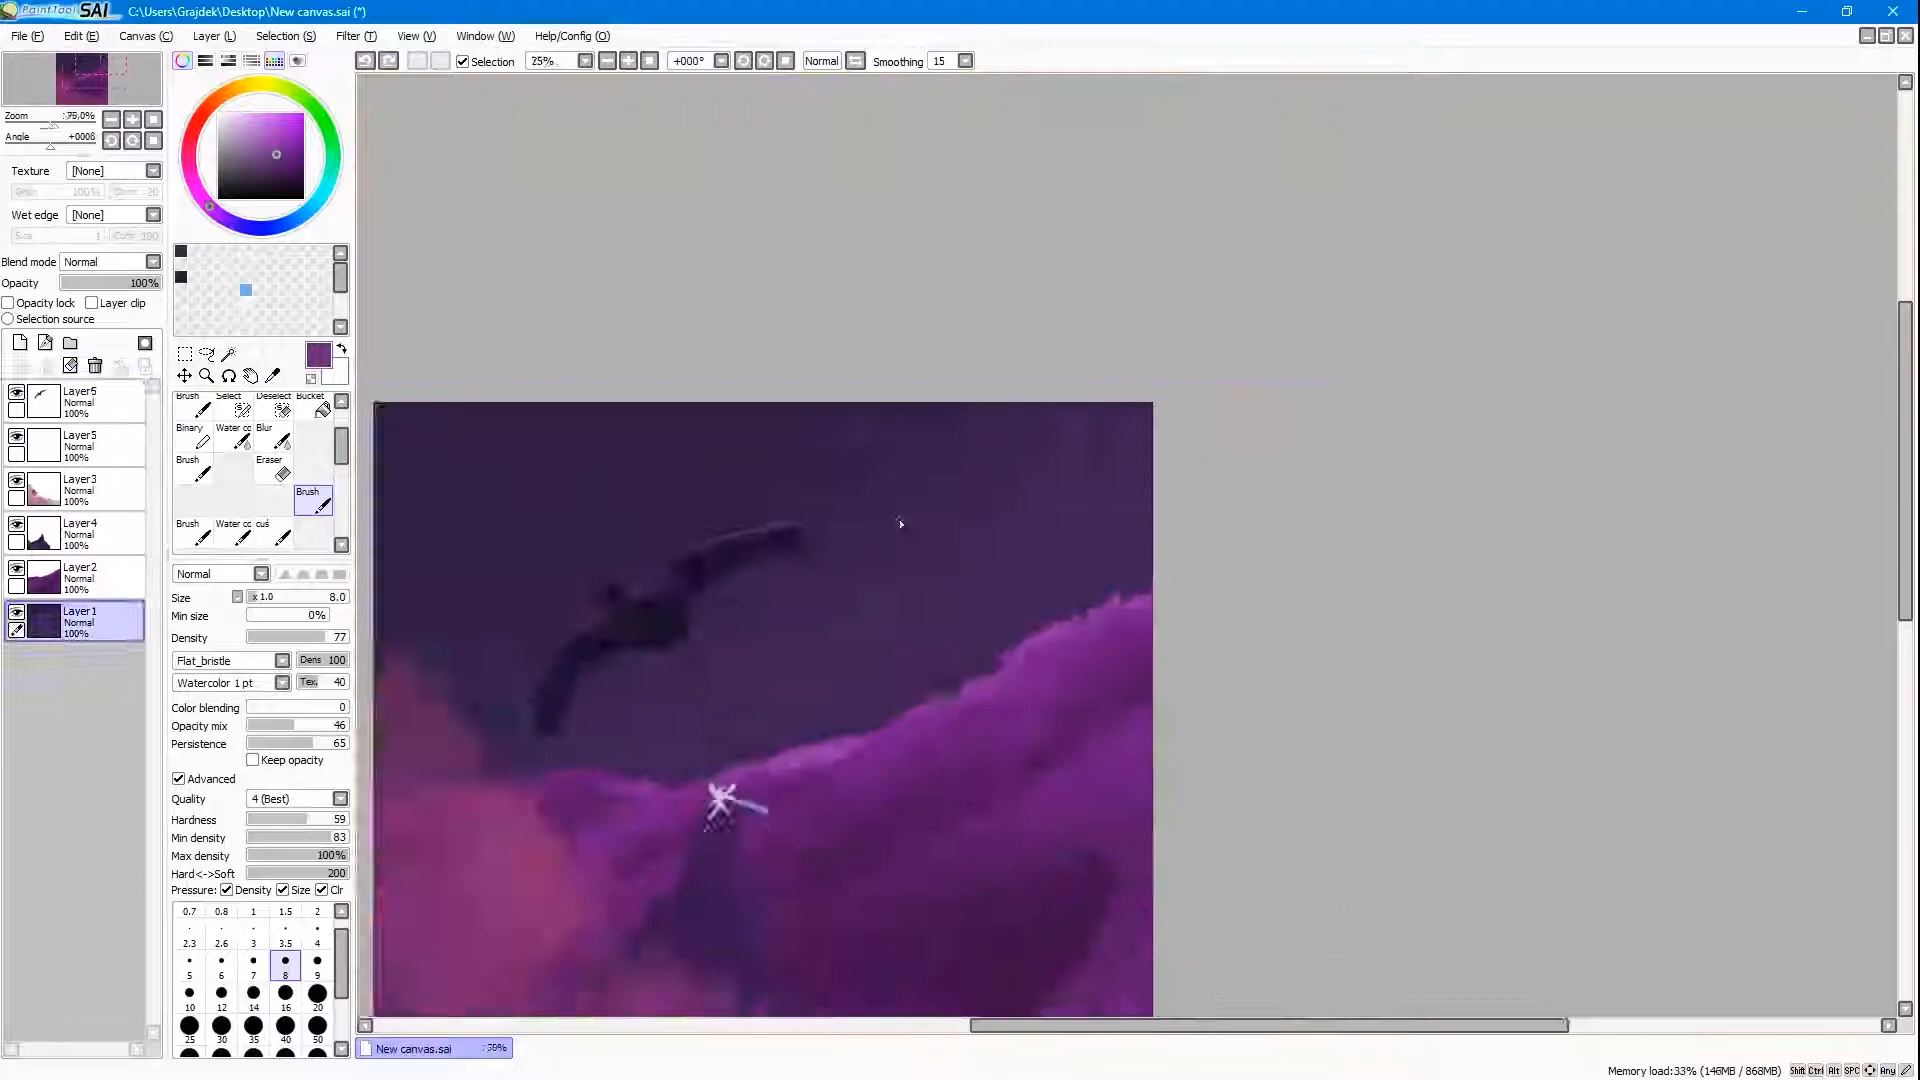 PaintTool SAI C:\Users\Grajdek\Desktop\New canvas.sai (*)
File (F) Edit (E) Canvas (C) Layer (L) Selection (S) Filter (T) View (V) Window (W) Help/Config (O)
Selection +000° Normal Smoothing 15
Zoom
Angle
Texture [None]
100% 20
Wet edge [None]
Size 1 100
Blend mode Normal
Opacity 100%
Opacity lock Layer clip
Selection source
Layer6
Normal
100%
Layer5
Normal
100%
Layer3
Normal
100%
Layer4
Normal
100%
Layer2
Normal
100%
Layer1
Normal
100%
Brush Select Deselect Bucket
Binary Water co Blur
Brush Eraser
Brush
Brush Water co cuś
Normal
Size x 1.0 8.0
Min size 0%
Density 77
Flat_bristle Dens 100
Watercolor 1 pt Tex. 40
Color blending 0
Opacity mix 46
Persistence 65
Keep opacity
Advanced
Quality 4 (Best)
Hardness 59
Min density 83
Max density 100%
Hard<->Soft 200
Pressure: Density Size Clr
0.7 0.8 1 1.5 2
2.3 2.6 3 3.5 4
5 6 7 8 9
10 12 14 16 20
25 30 35 40 50
New canvas.sai
Memory load:33% (146MB / 868MB) Shift Ctrl Alt SPC Any